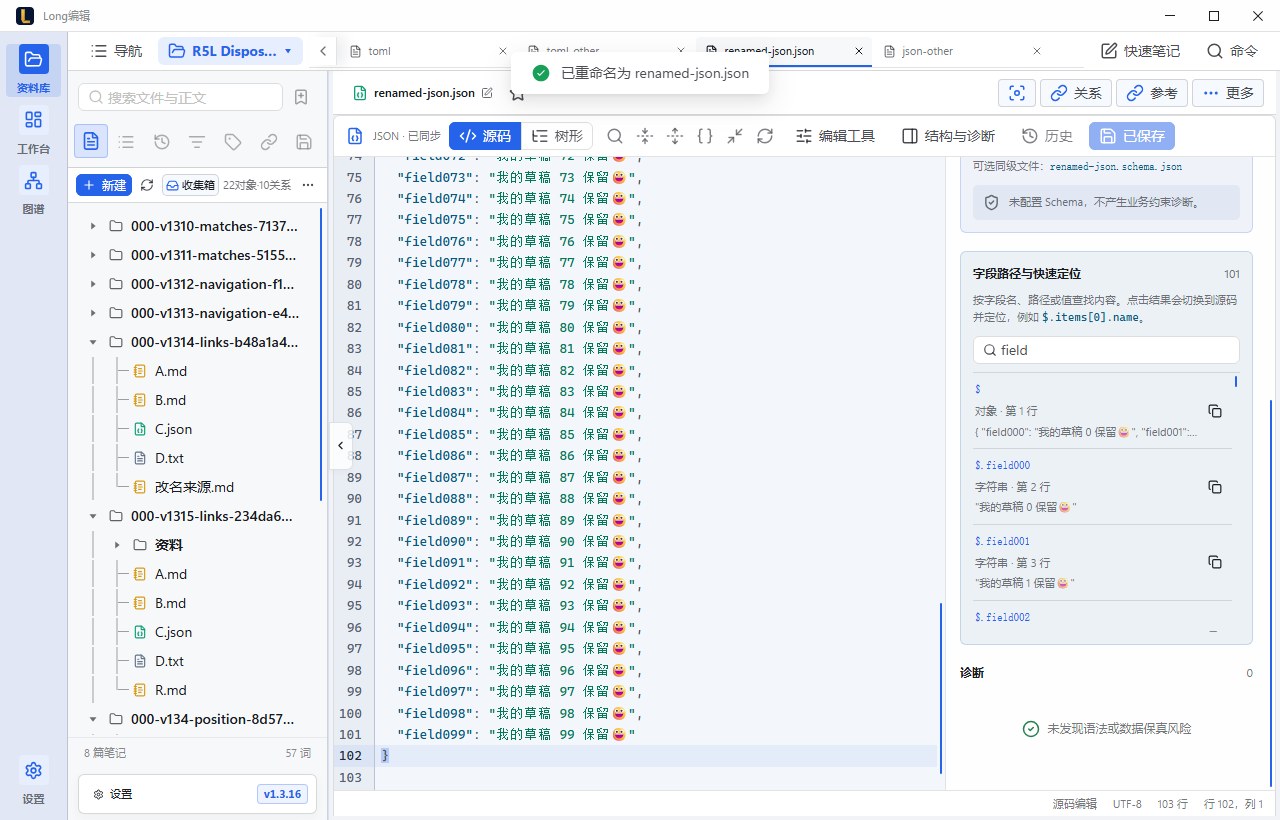 Long编辑
资料库
工作台
图谱
设置
导航
R5L Dispos...
搜索文件与正文
新建
收集箱
22对象·10关系
000-v1310-matches-7137...
000-v1311-matches-5155...
000-v1312-navigation-f1...
000-v1313-navigation-e4...
000-v1314-links-b48a1a4...
A.md
B.md
C.json
D.txt
改名来源.md
000-v1315-links-234da6...
资料
A.md
B.md
C.json
D.txt
R.md
000-v134-position-8d57...
8 篇笔记
57 词
设置
v1.3.16
toml
toml-other
renamed-json.json
json-other
快速笔记
命令
已重命名为 renamed-json.json
renamed-json.json
关系
参考
更多
JSON · 已同步
源码
树形
编辑工具
结构与诊断
历史
已保存
74 "field072": "我的草稿 72 保留😀",
75 "field073": "我的草稿 73 保留😀",
76 "field074": "我的草稿 74 保留😀",
77 "field075": "我的草稿 75 保留😀",
78 "field076": "我的草稿 76 保留😀",
79 "field077": "我的草稿 77 保留😀",
80 "field078": "我的草稿 78 保留😀",
81 "field079": "我的草稿 79 保留😀",
82 "field080": "我的草稿 80 保留😀",
83 "field081": "我的草稿 81 保留😀",
84 "field082": "我的草稿 82 保留😀",
85 "field083": "我的草稿 83 保留😀",
86 "field084": "我的草稿 84 保留😀",
87 "field085": "我的草稿 85 保留😀",
88 "field086": "我的草稿 86 保留😀",
89 "field087": "我的草稿 87 保留😀",
90 "field088": "我的草稿 88 保留😀",
91 "field089": "我的草稿 89 保留😀",
92 "field090": "我的草稿 90 保留😀",
93 "field091": "我的草稿 91 保留😀",
94 "field092": "我的草稿 92 保留😀",
95 "field093": "我的草稿 93 保留😀",
96 "field094": "我的草稿 94 保留😀",
97 "field095": "我的草稿 95 保留😀",
98 "field096": "我的草稿 96 保留😀",
99 "field097": "我的草稿 97 保留😀",
100 "field098": "我的草稿 98 保留😀",
101 "field099": "我的草稿 99 保留😀"
102 }
103
可选同级文件: renamed-json.schema.json
未配置 Schema，不产生业务约束诊断。
字段路径与快速定位
101
按字段名、路径或值查找内容。点击结果会切换到源码
并定位，例如 $.items[0].name。
field
$
对象 · 第 1 行
{ "field000": "我的草稿 0 保留😀", "field001":...
$.field000
字符串 · 第 2 行
"我的草稿 0 保留😀"
$.field001
字符串 · 第 3 行
"我的草稿 1 保留😀"
$.field002
诊断
0
未发现语法或数据保真风险
源码编辑
UTF-8
103 行
行 102，列 1